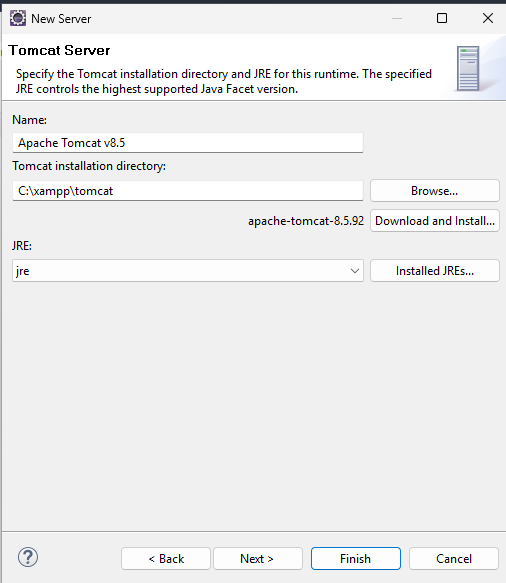 New Server
Tomcat Server
Specify the Tomcat installation directory and JRE for this runtime. The specified
JRE controls the highest supported Java Facet version.
Name:
Apache Tomcat v8.5
Tomcat installation directory:
C:\xampp\tomcat
Browse...
apache-tomcat-8.5.92
Download and Install...
JRE:
jre
Installed JREs...
?
< Back
Next >
Finish
Cancel